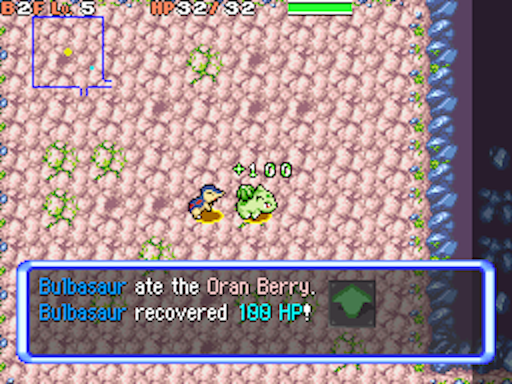 B2F Lv. 5 HP32/32
+100
Bulbasaur ate the Oran Berry.
Bulbasaur recovered 100 HP!